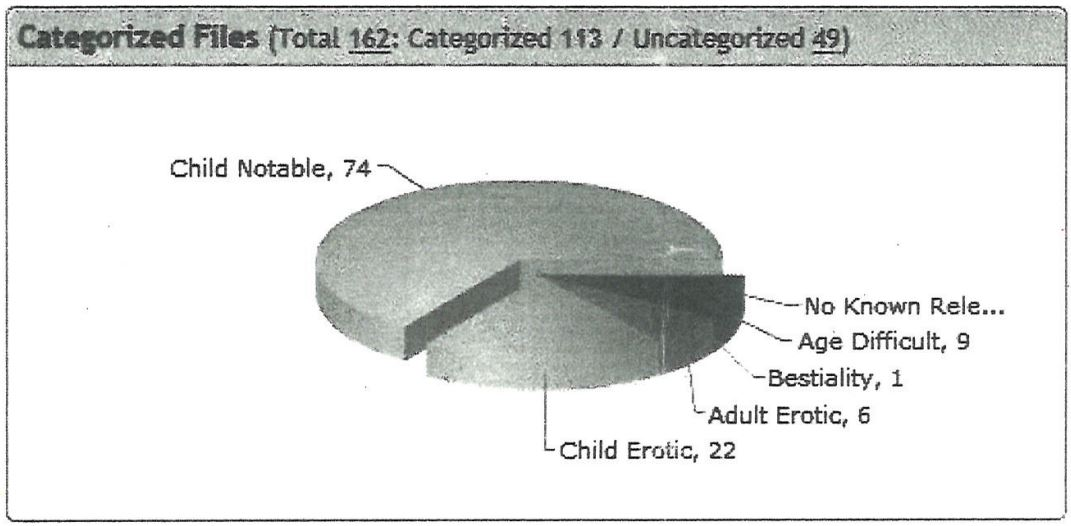 Categorized Files (Total 162: Categorized 113 / Uncategorized 49)
Child Notable, 74
No Known Rele...
Age Difficult, 9
Bestiality, 1
Adult Erotic, 6
Child Erotic, 22